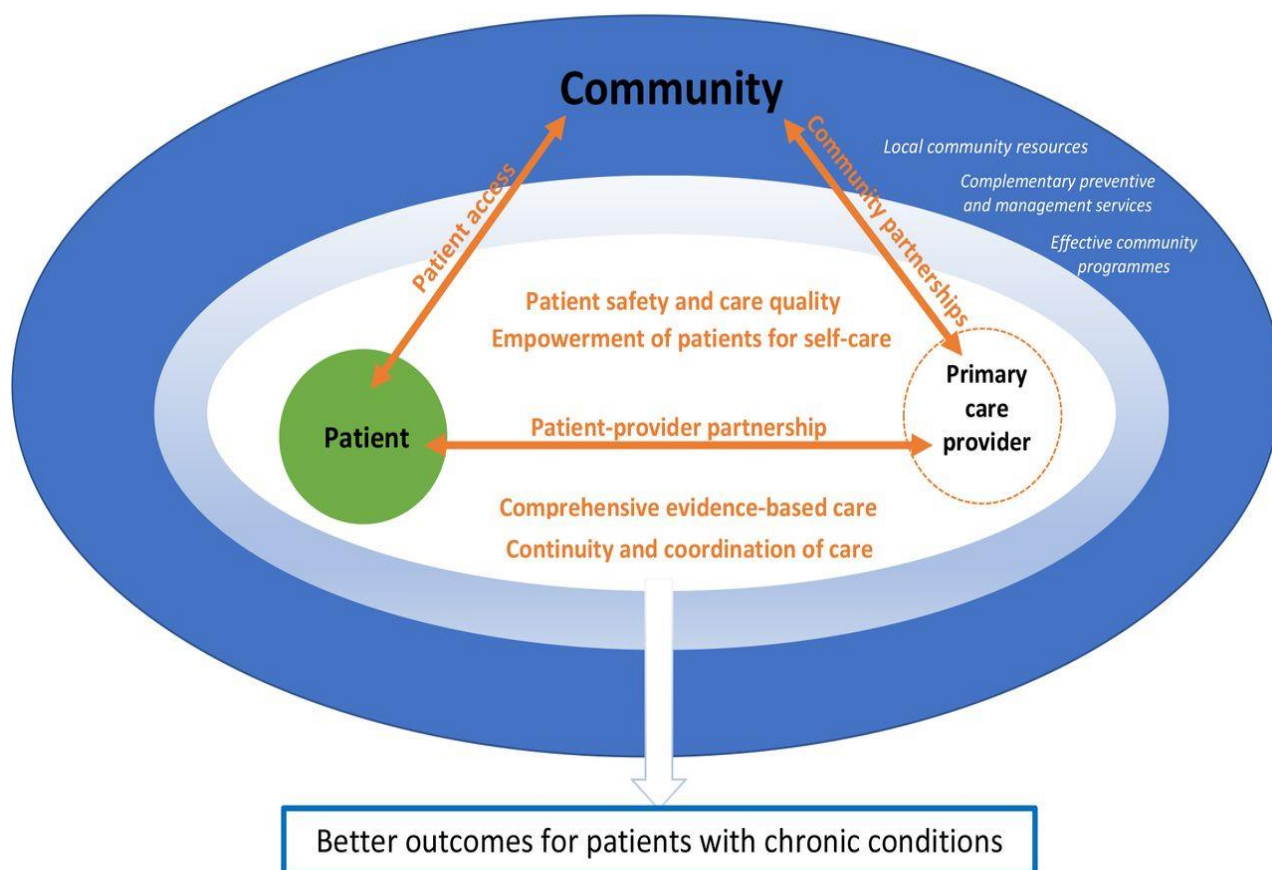 Community
Patient access
Community partnerships
Local community resources
Complementary preventive
and management services
Effective community
programmes
Patient safety and care quality
Empowerment of patients for self-care
Patient
Patient-provider partnership
Primary
care
provider
Comprehensive evidence-based care
Continuity and coordination of care
Better outcomes for patients with chronic conditions